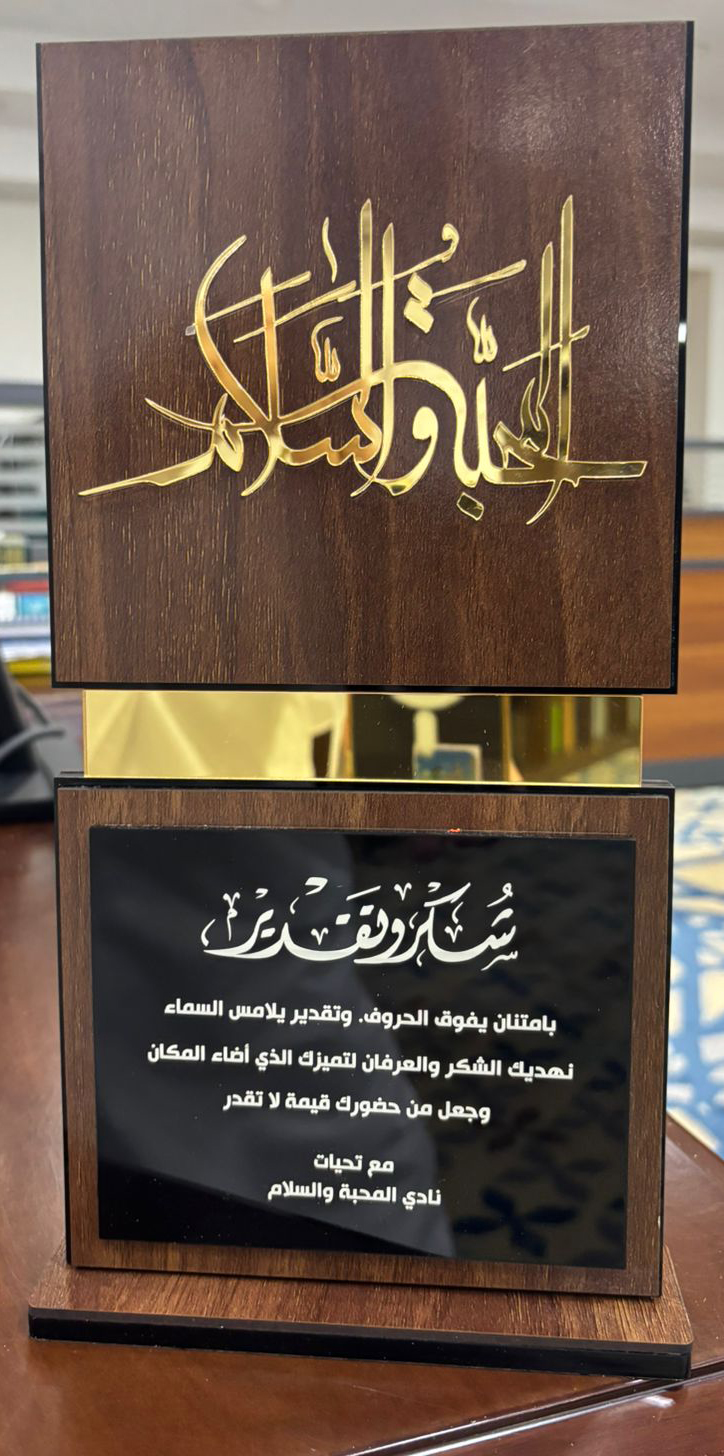 المحبة والسلام
شكر وتقدير
بامتنان يفوق الحروف. وتقدير يلامس السماء
نهديك الشكر والعرفان لتميزك الذي أضاء المكان
وجعل من حضورك قيمة لا تقدر
مع تحيات
نادي المحبة والسلام